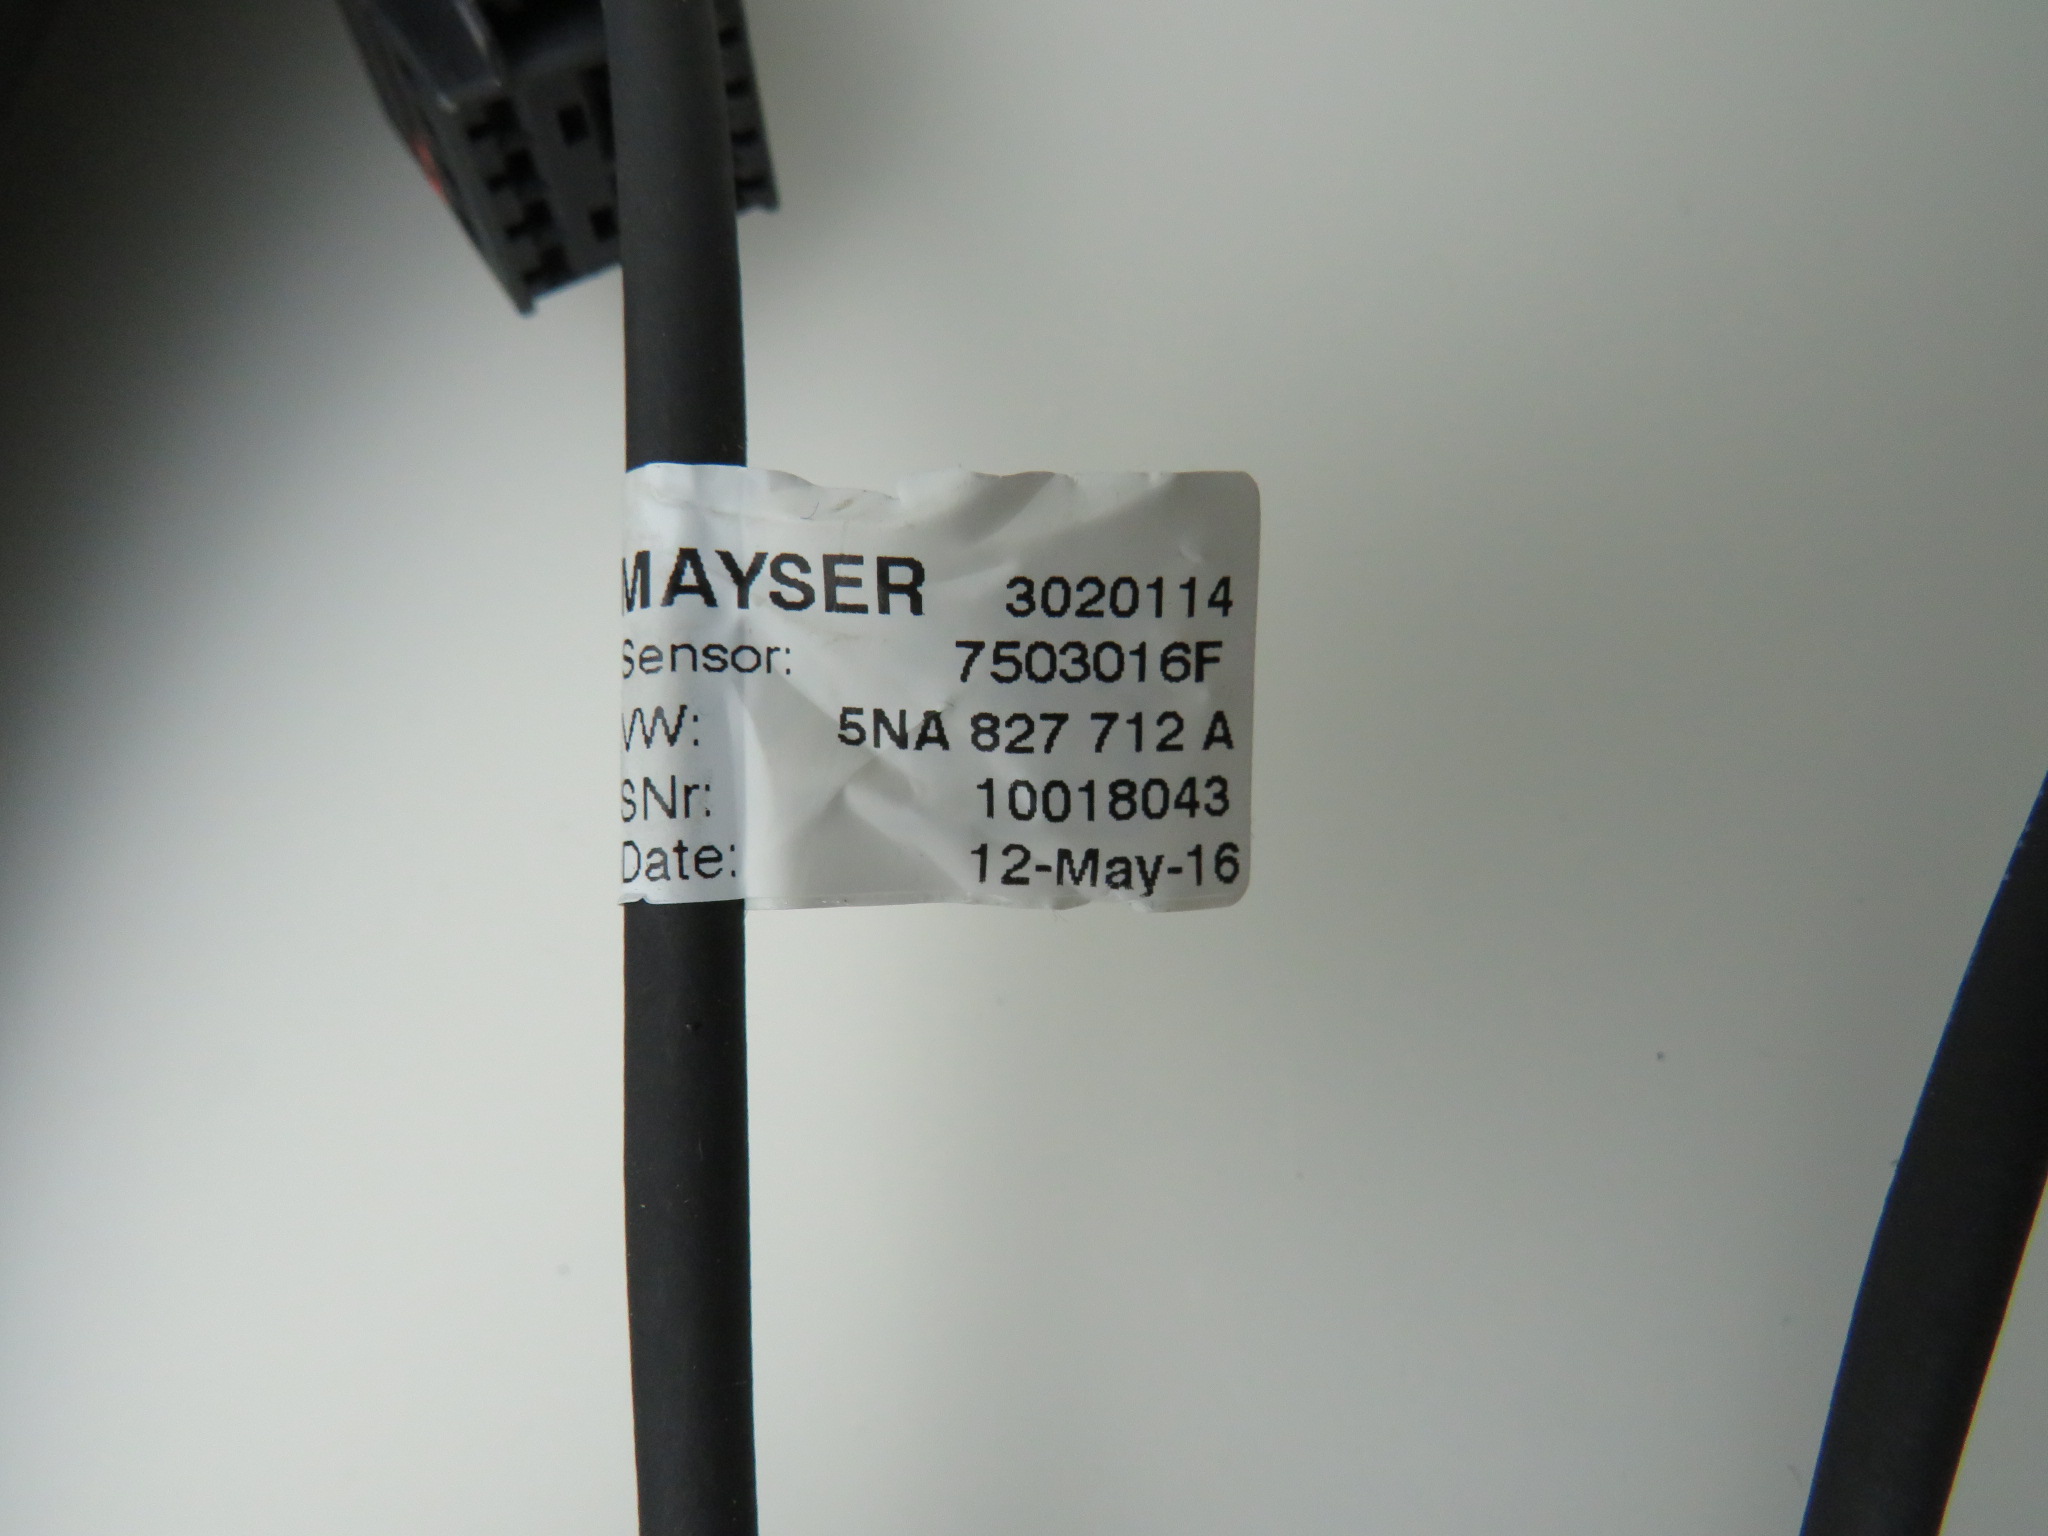 MAYSER 3020114
Sensor: 7503016F
VW: 5NA 827 712 A
SNr: 10018043
Date: 12-May-16